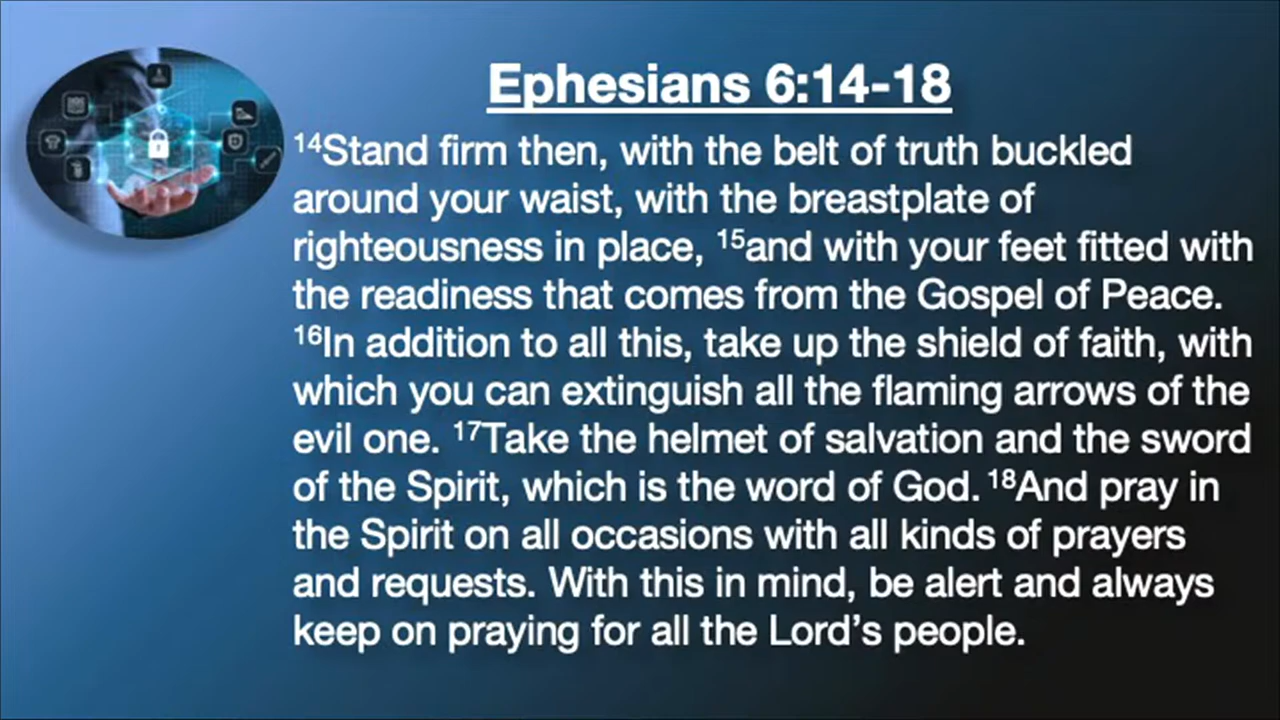 Ephesians 6:14-18
14Stand firm then, with the belt of truth buckled
around your waist, with the breastplate of
righteousness in place, 15and with your feet fitted with
the readiness that comes from the Gospel of Peace.
16In addition to all this, take up the shield of faith, with
which you can extinguish all the flaming arrows of the
evil one. 17Take the helmet of salvation and the sword
of the Spirit, which is the word of God. 18And pray in
the Spirit on all occasions with all kinds of prayers
and requests. With this in mind, be alert and always
keep on praying for all the Lord’s people.